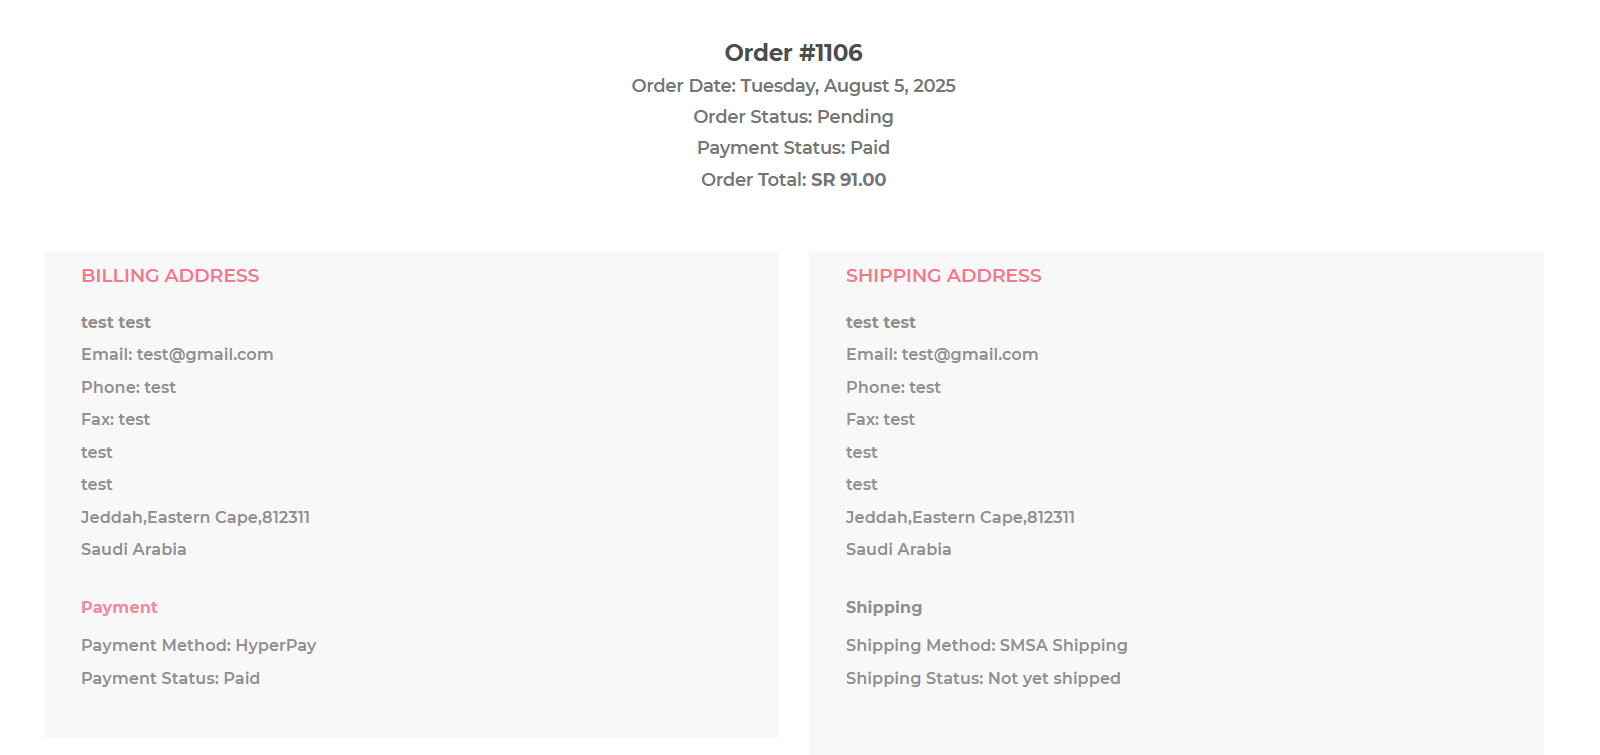 Order #1106
Order Date: Tuesday, August 5, 2025
Order Status: Pending
Payment Status: Paid
Order Total: SR 91.00
BILLING ADDRESS
test test
Email: test@gmail.com
Phone: test
Fax: test
test
test
Jeddah,Eastern Cape,812311
Saudi Arabia
Payment
Payment Method: HyperPay
Payment Status: Paid
SHIPPING ADDRESS
test test
Email: test@gmail.com
Phone: test
Fax: test
test
test
Jeddah,Eastern Cape,812311
Saudi Arabia
Shipping
Shipping Method: SMSA Shipping
Shipping Status: Not yet shipped